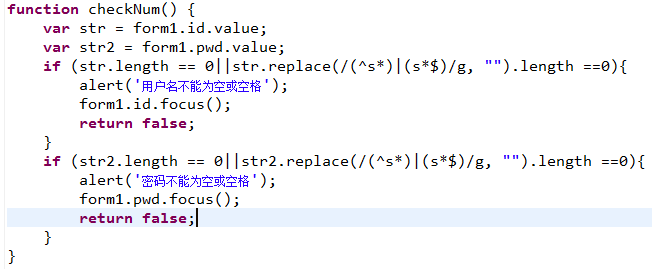 function checkNum() {
    var str = form1.id.value;
    var str2 = form1.pwd.value;
    if (str.length == 0||str.replace(/(^s*)|(s*$)/g, "").length ==0){
        alert('用户名不能为空或空格');
        form1.id.focus();
        return false;
    }
    if (str2.length == 0||str2.replace(/(^s*)|(s*$)/g, "").length ==0){
        alert('密码不能为空或空格');
        form1.pwd.focus();
        return false;
    }
}